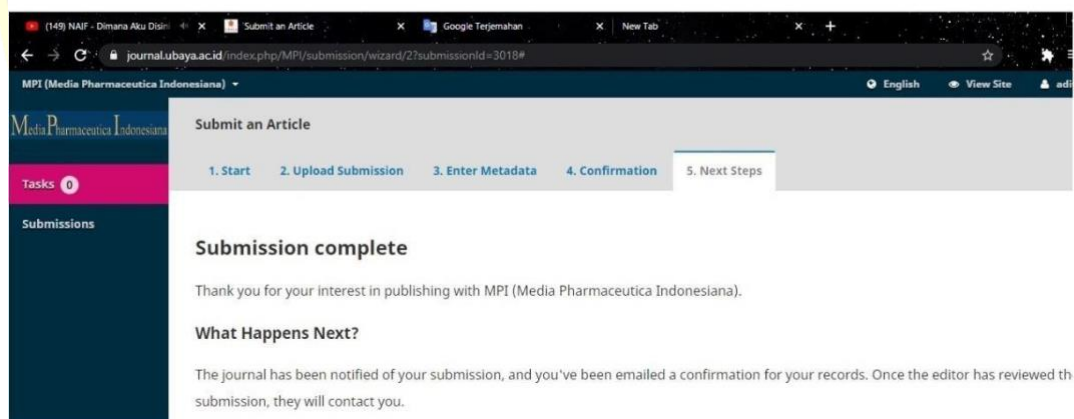 (149) NAIF - Dimana Aku Disini
Submit an Article
Google Terjemahan
New Tab
journal.ubaya.ac.id/index.php/MPI/submission/wizard/2?submissionId=3018#
MPI (Media Pharmaceutica Indonesiana)
English
View Site
adi
Media Pharmaceutica Indonesiana
Submit an Article
1. Start
2. Upload Submission
3. Enter Metadata
4. Confirmation
5. Next Steps
Tasks 0
Submissions
Submission complete
Thank you for your interest in publishing with MPI (Media Pharmaceutica Indonesiana).
What Happens Next?
The journal has been notified of your submission, and you've been emailed a confirmation for your records. Once the editor has reviewed th
submission, they will contact you.